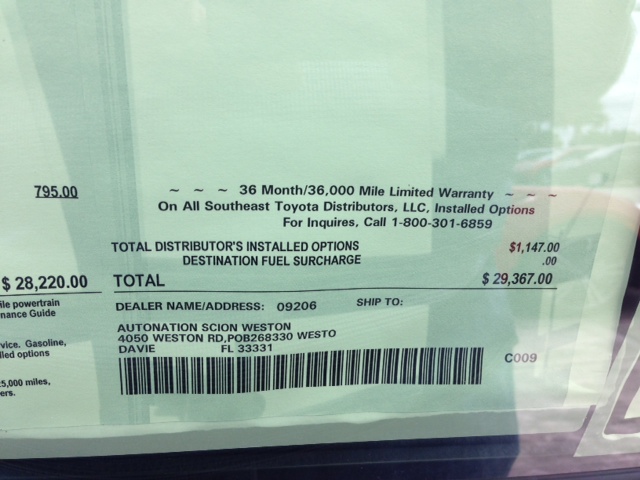 795.00
~ ~ ~ 36 Month/36,000 Mile Limited Warranty ~ ~ ~
On All Southeast Toyota Distributors, LLC, Installed Options
For Inquires, Call 1-800-301-6859
TOTAL DISTRIBUTOR'S INSTALLED OPTIONS $1,147.00
DESTINATION FUEL SURCHARGE .00
$ 28,220.00 TOTAL $ 29,367.00
ile powertrain
nance Guide
DEALER NAME/ADDRESS: 09206 SHIP TO:
AUTONATION SCION WESTON
4050 WESTON RD,POB268330 WESTO
DAVIE FL 33331
vice. Gasoline,
lled options
C009
5,000 miles,
ers.